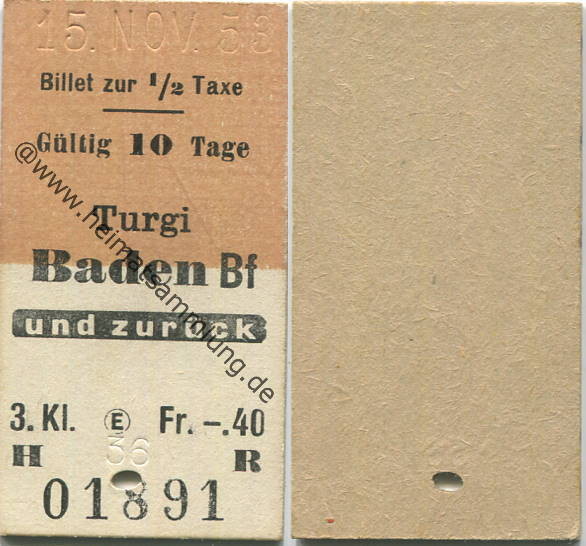 15. NOV. 53
Billet zur 1/2 Taxe
Gültig 10 Tage
Turgi
Baden Bf
und zurück
3. Kl. E Fr. –.40
36
H R
01891
@www.heimatsammlung.de